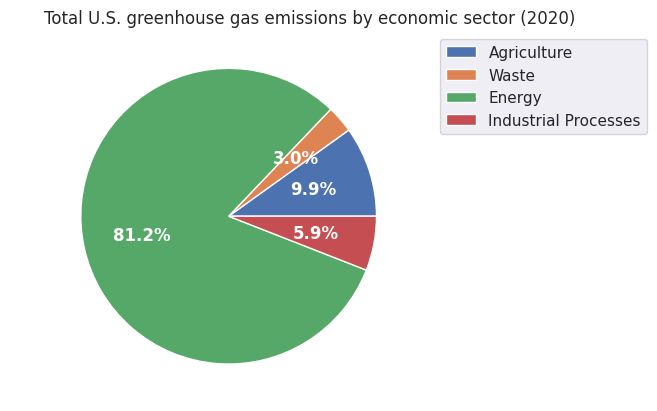 Total U.S. greenhouse gas emissions by economic sector (2020)
Agriculture
Waste
Energy
Industrial Processes
3.0%
9.9%
81.2%
5.9%